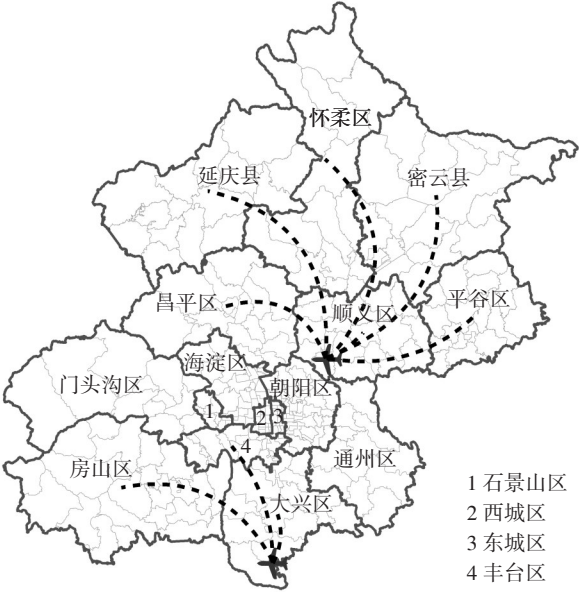 怀柔区
延庆县
密云县
昌平区
顺义区
平谷区
海淀区
门头沟区
朝阳区
1
2
3
4
房山区
通州区
大兴区
1 石景山区
2 西城区
3 东城区
4 丰台区